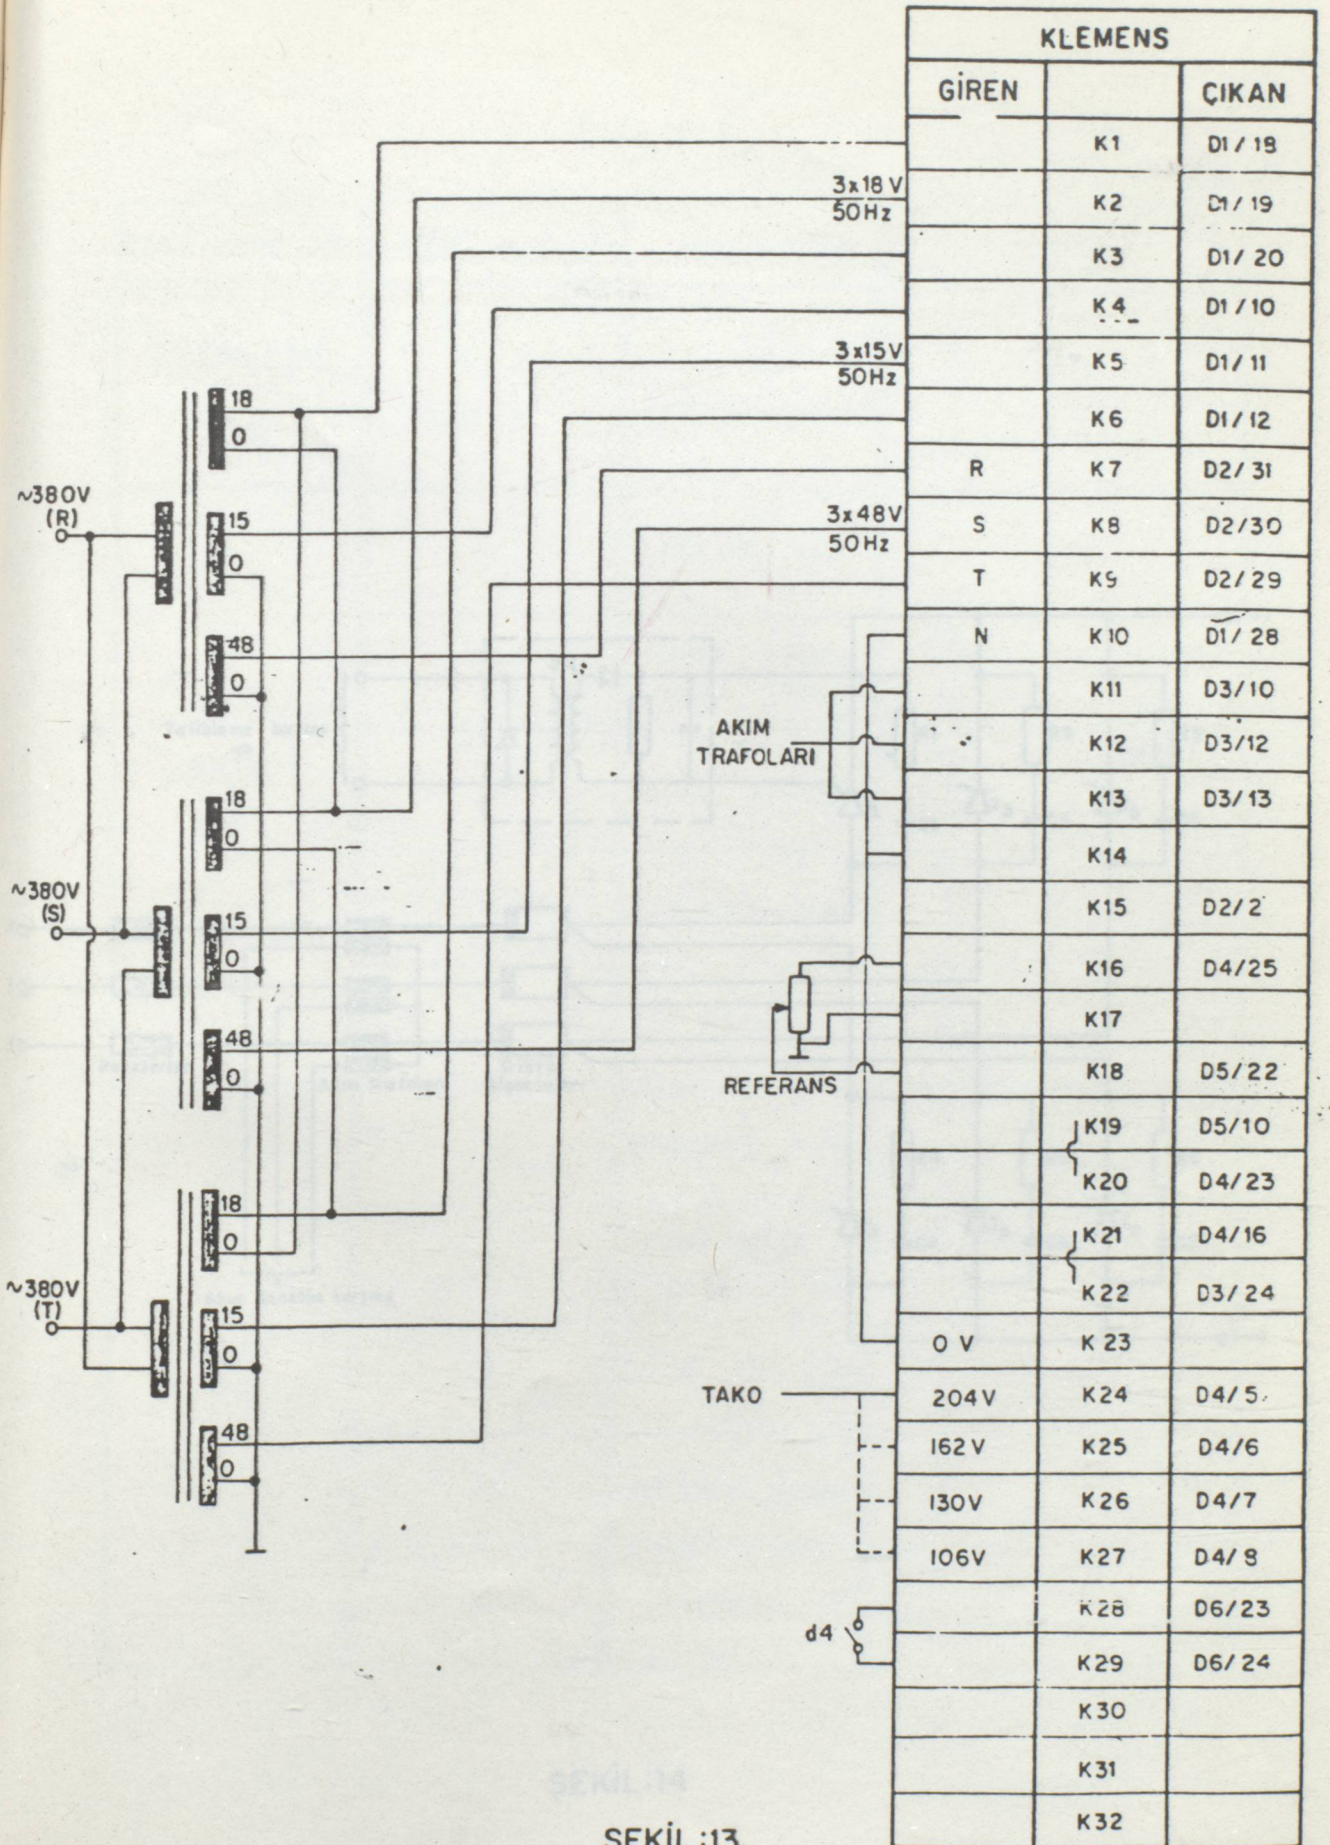 KLEMENS
GİREN ÇIKAN
K1 D1/18
3x18V
50Hz
K2 D1/19
K3 D1/20
K4 D1/10
3x15V
50Hz
K5 D1/11
K6 D1/12
R K7 D2/31
3x48V
50Hz
S K8 D2/30
T K9 D2/29
N K10 D1/28
K11 D3/10
AKIM
TRAFOLARI
K12 D3/12
K13 D3/13
K14
K15 D2/2
K16 D4/25
K17
REFERANS
K18 D5/22
K19 D5/10
K20 D4/23
K21 D4/16
K22 D3/24
0 V K23
TAKO
204V K24 D4/5
162V K25 D4/6
130V K26 D4/7
106V K27 D4/8
d4
K28 D6/23
K29 D6/24
K30
K31
K32
~380V
(R)
18
0
15
0
48
0
~380V
(S)
18
0
15
0
48
0
~380V
(T)
18
0
15
0
48
0
ŞEKİL :13